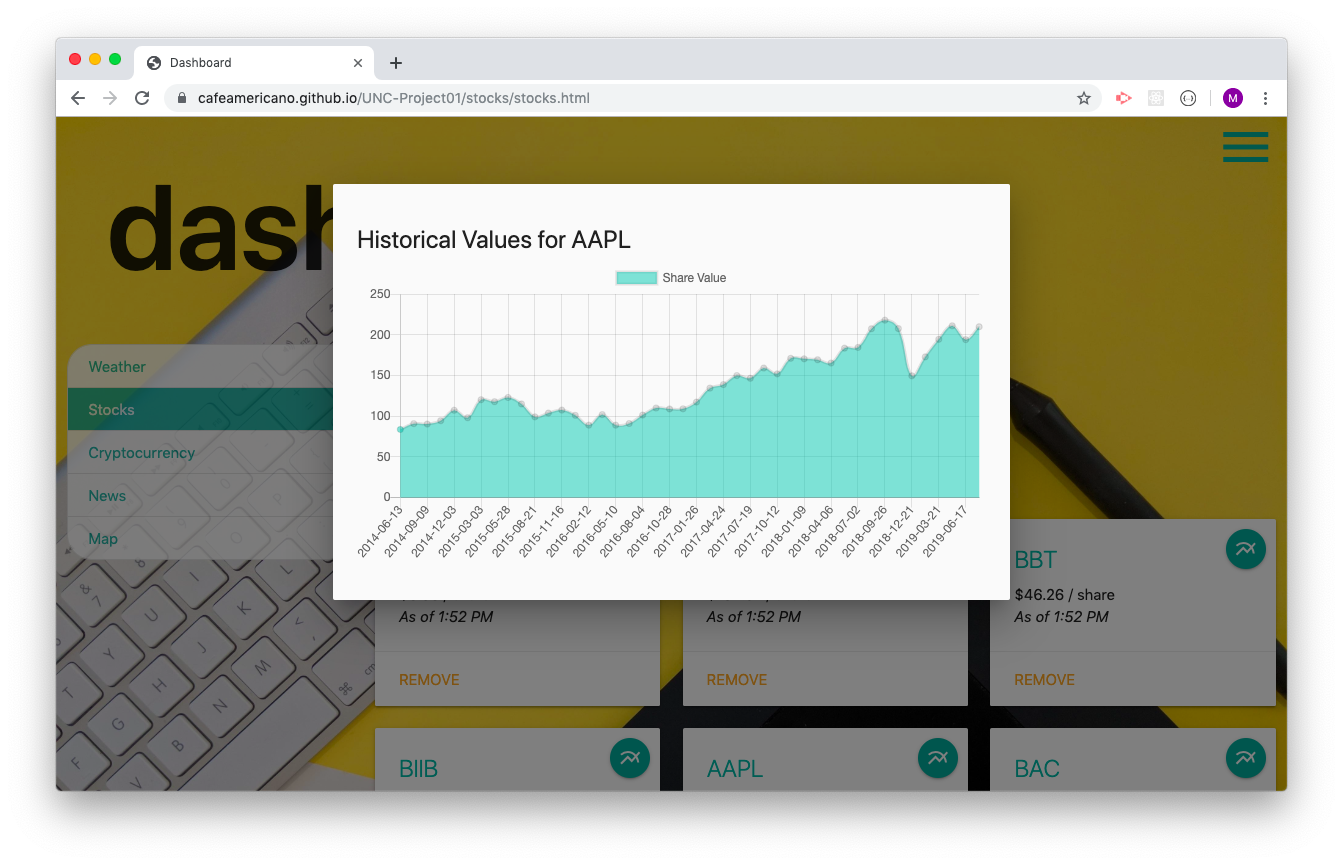 Dashboard
cafeamericano.github.io/UNC-Project01/stocks/stocks.html
M
dash
Historical Values for AAPL
Share Value
250
200
150
100
50
0
2014-06-13
2014-09-09
2014-12-03
2015-03-03
2015-05-28
2015-08-21
2015-11-16
2016-02-12
2016-05-10
2016-08-04
2016-10-28
2017-01-26
2017-04-24
2017-07-19
2017-10-12
2018-01-09
2018-04-06
2018-07-02
2018-09-26
2018-12-21
2019-03-21
2019-06-17
Weather
Stocks
Cryptocurrency
News
Map
BBT
$46.26 / share
As of 1:52 PM
As of 1:52 PM
As of 1:52 PM
REMOVE
REMOVE
REMOVE
BIIB
AAPL
BAC
&
7
U
I
L
Y
J
K
<
,
T
H
M
⌘
cm
G
N
F
B
V